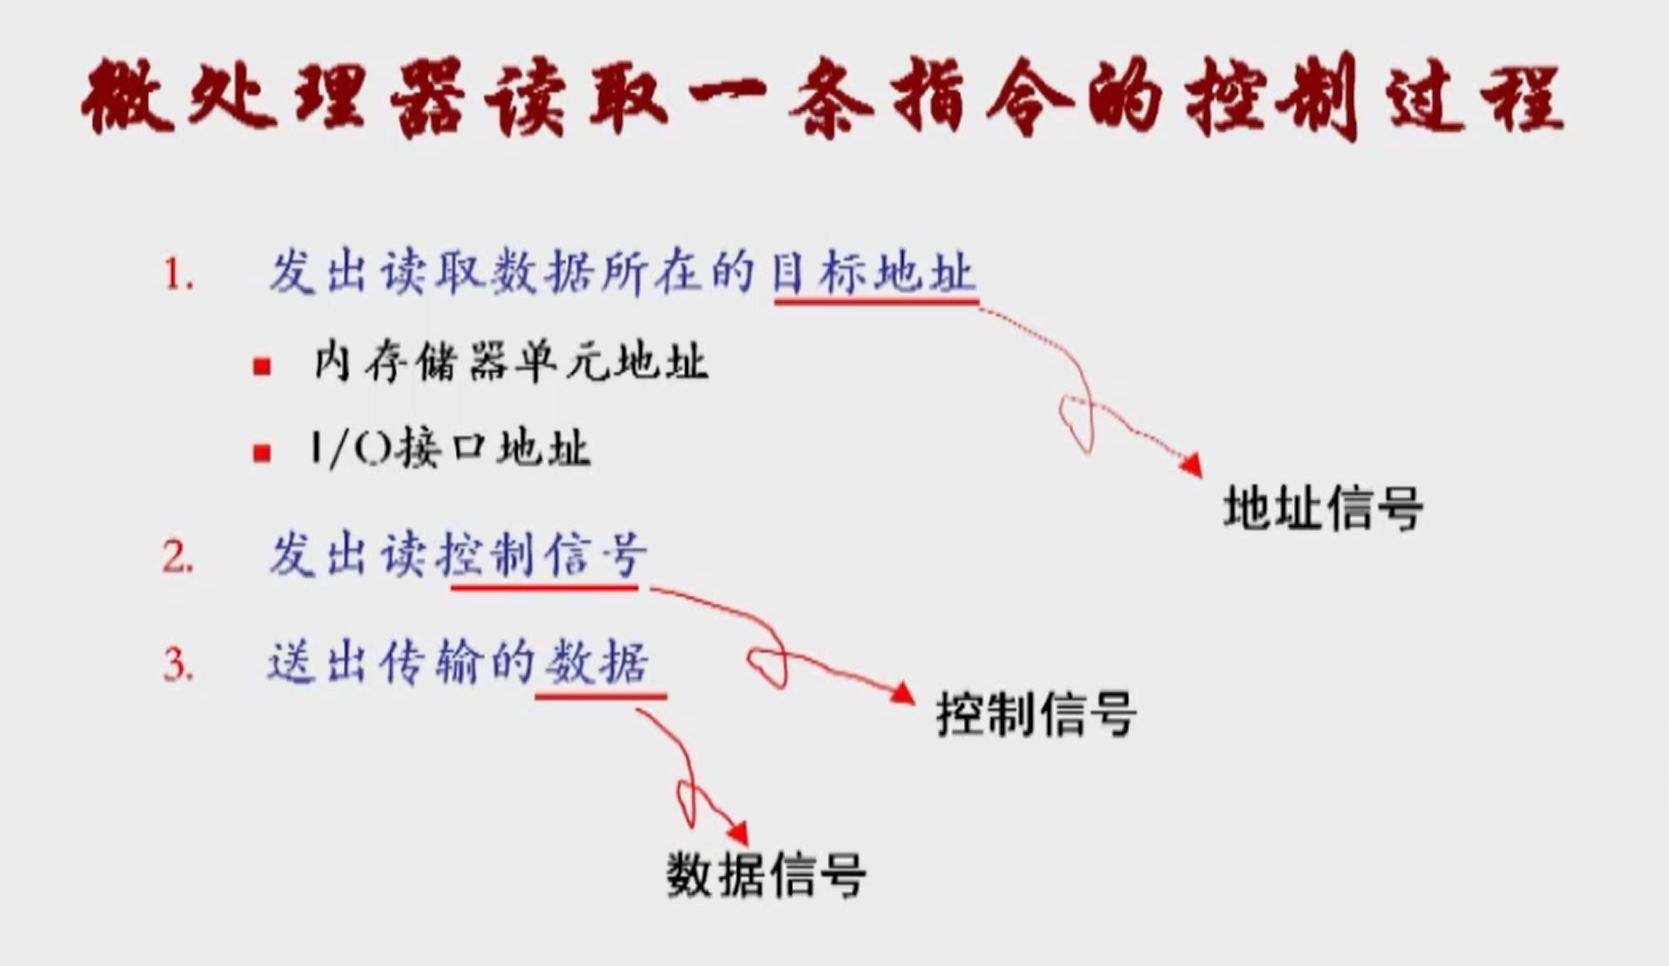 微处理器读取一条指令的控制过程
1. 发出读取数据所在的目标地址
■ 内存储器单元地址
■ I/O接口地址
地址信号
2. 发出读控制信号
3. 送出传输的数据
控制信号
数据信号